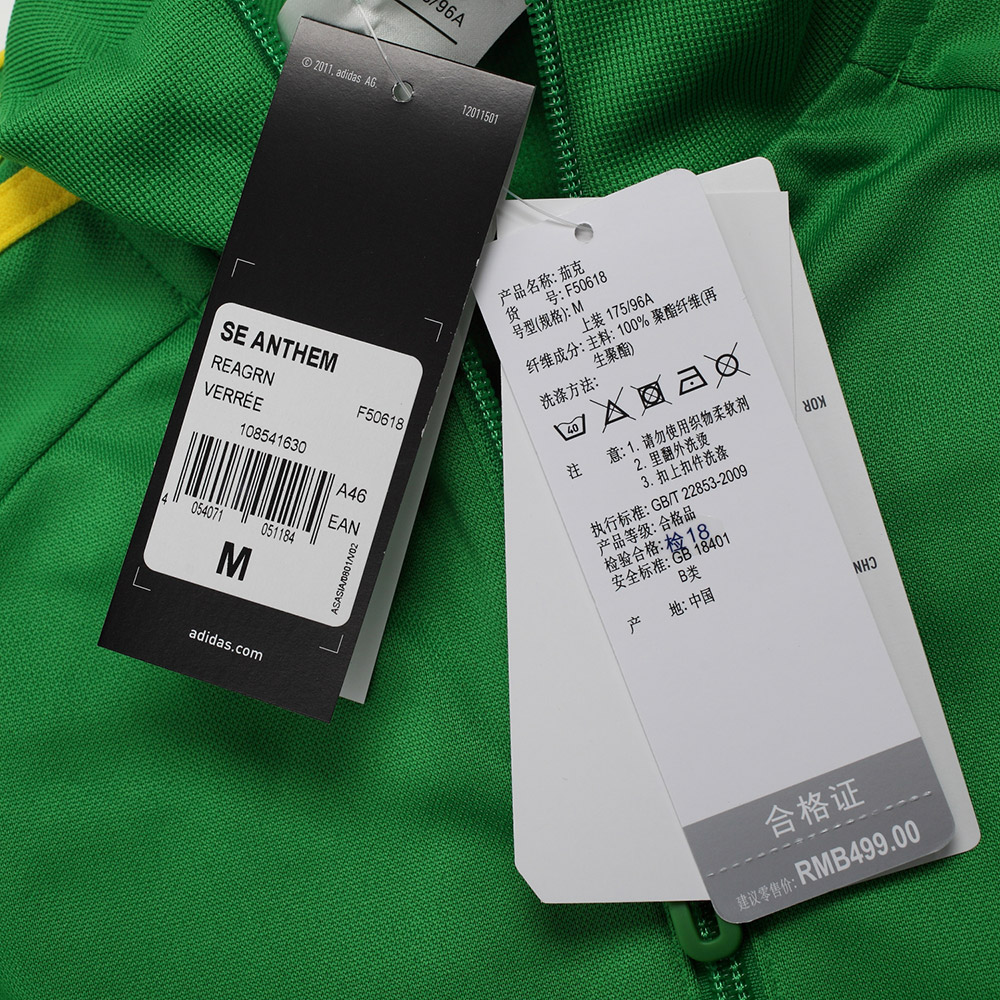 5/96A
© 2011, adidas AG.
12011501
SE ANTHEM
REAGRN
VERRÉE
F50618
108541630
A46
4 054071 051184
EAN
M
ASASIA/0801/V02
adidas.com
产品名称: 茄克
货 号: F50618
号型(规格): M
上装 175/96A
纤维成分: 主料: 100% 聚酯纤维(再
生聚酯)
洗涤方法:
40
注 意: 1. 请勿使用织物柔软剂
2. 里翻外洗烫
3. 扣上扣件洗涤
执行标准: GB/T 22853-2009
产品等级: 合格品
检验合格: 检18
安全标准: GB 18401
B类
产 地: 中国
合格证
建议零售价: RMB499.00
KOR
CHN